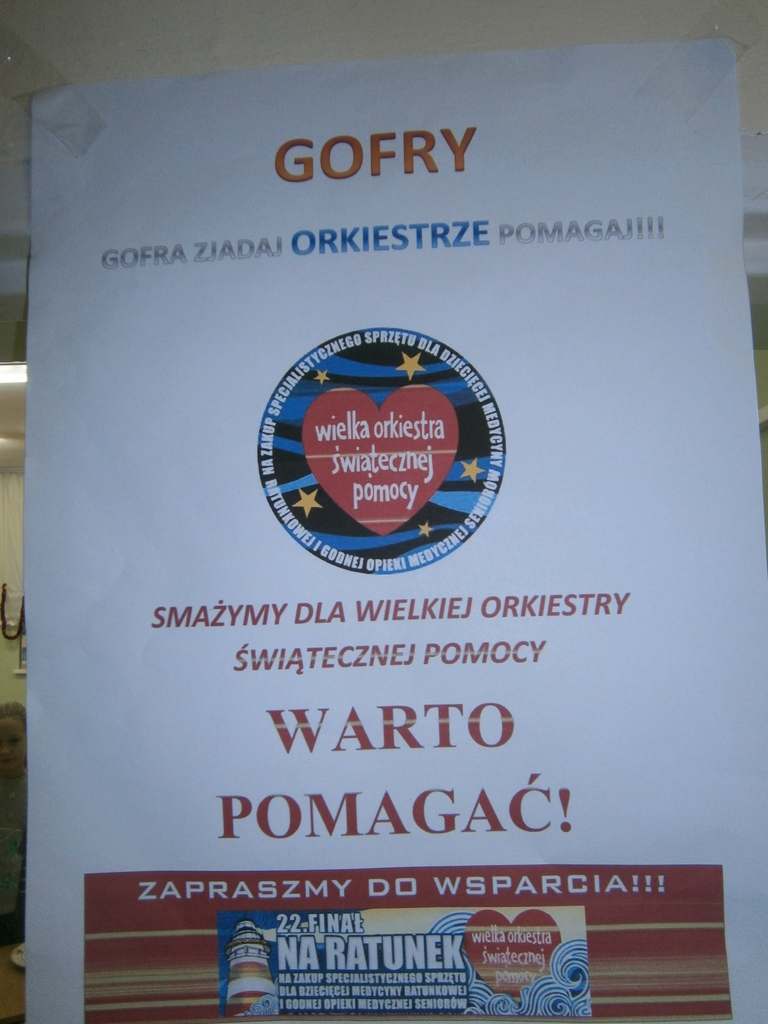 GOFRY
GOFRA ZJADAJ ORKIESTRZE POMAGAJ!!!
NA ZAKUP SPECJALISTYCZNEGO SPRZĘTU DLA DZIECIĘCEJ MEDYCYNY RATUNKOWEJ I GODNEJ OPIEKI MEDYCZNEJ SENIORÓW
wielka orkiestra
świątecznej
pomocy
SMAŻYMY DLA WIELKIEJ ORKIESTRY
ŚWIĄTECZNEJ POMOCY
WARTO
POMAGAĆ!
ZAPRASZMY DO WSPARCIA!!!
22.FINAŁ
NA RATUNEK
NA ZAKUP SPECJALISTYCZNEGO SPRZĘTU
DLA DZIECIĘCEJ MEDYCYNY RATUNKOWEJ
I GODNEJ OPIEKI MEDYCZNEJ SENIORÓW
wielka orkiestra
świątecznej
pomocy